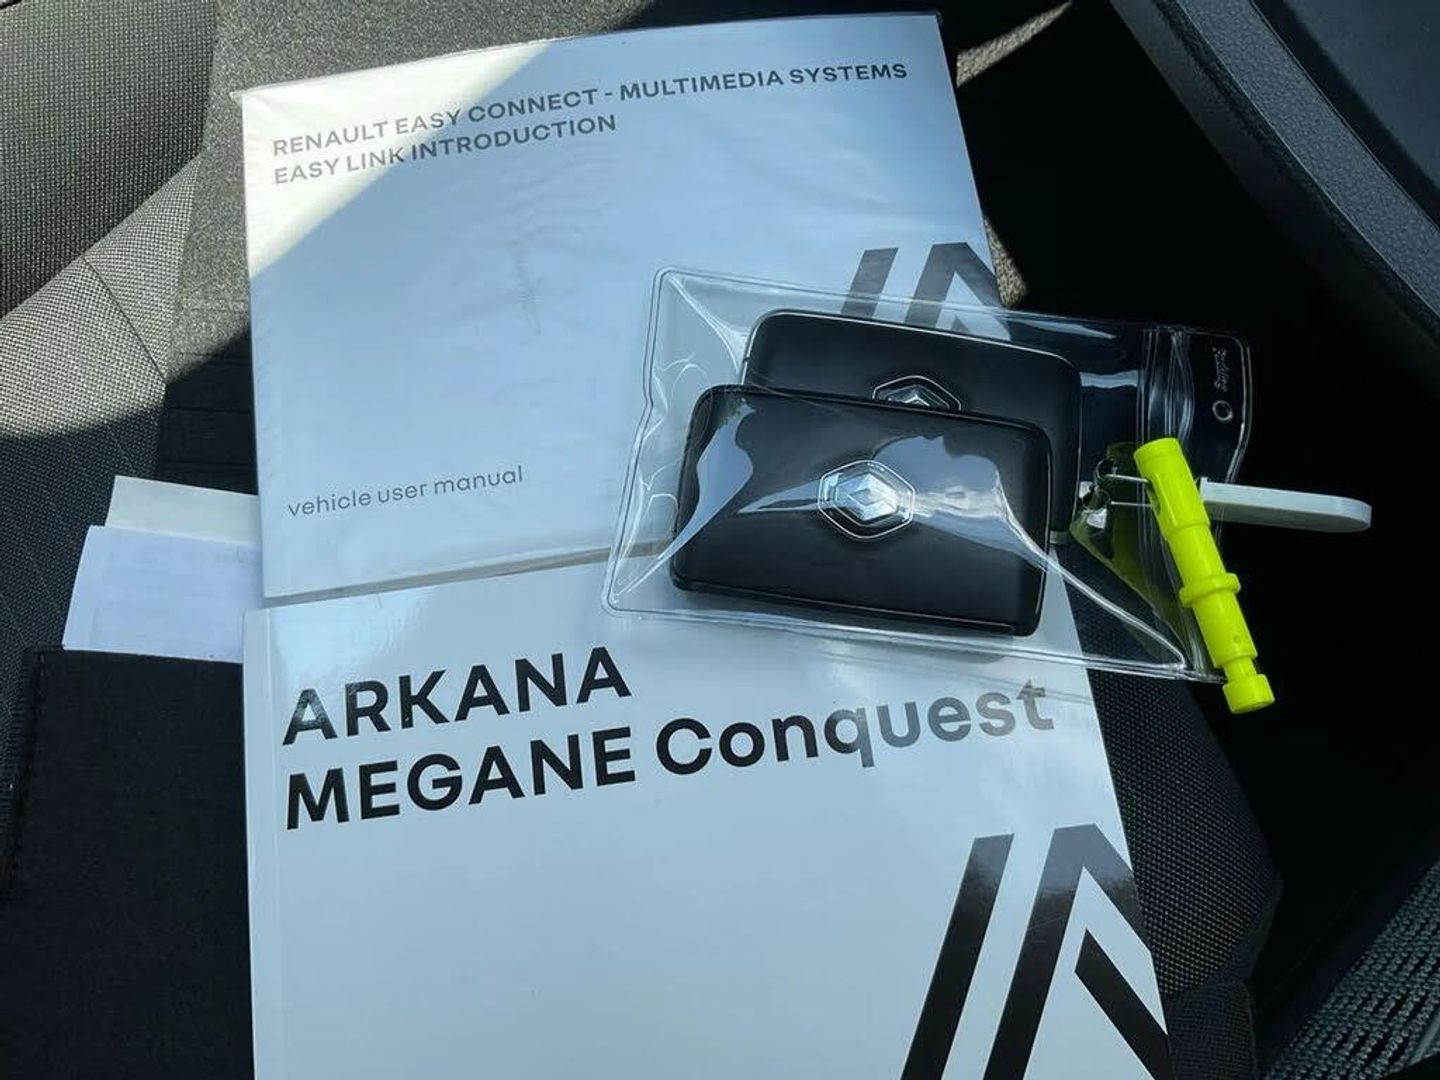 RENAULT EASY CONNECT - MULTIMEDIA SYSTEMS
EASY LINK INTRODUCTION
vehicle user manual
ARKANA
MEGANE Conquest